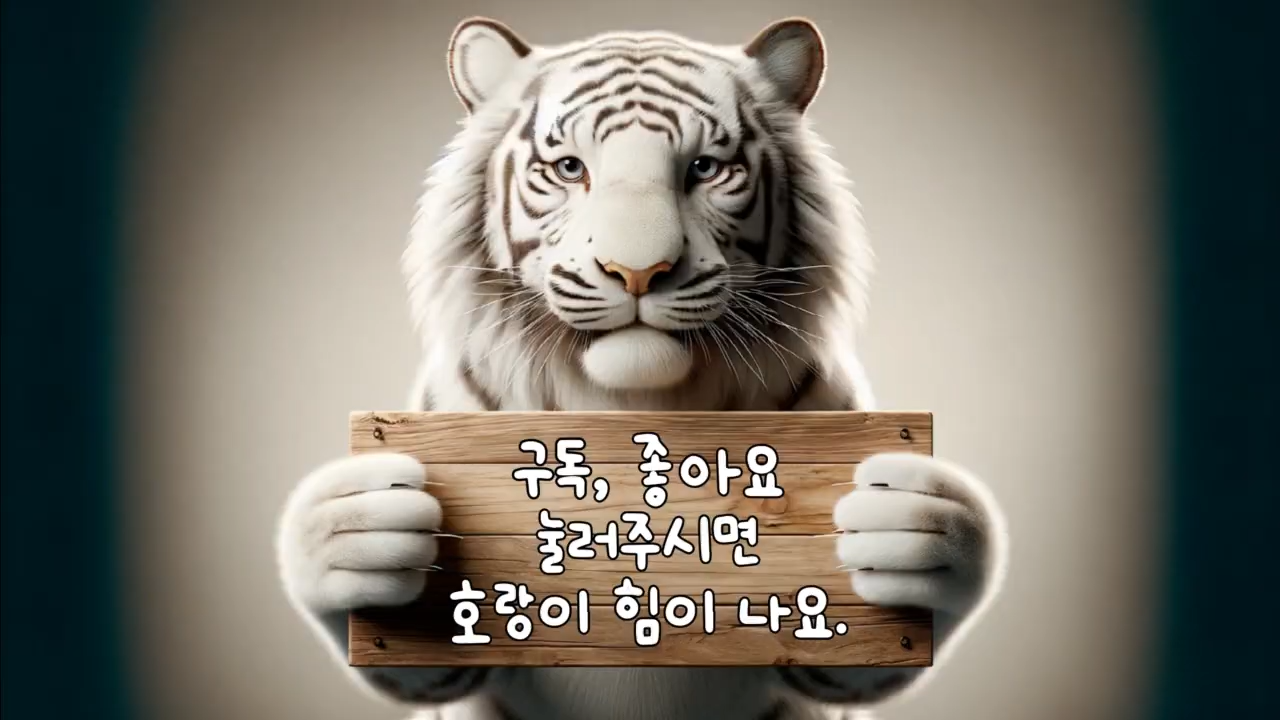 구독, 좋아요
눌러주시면
호랑이 힘이 나요.